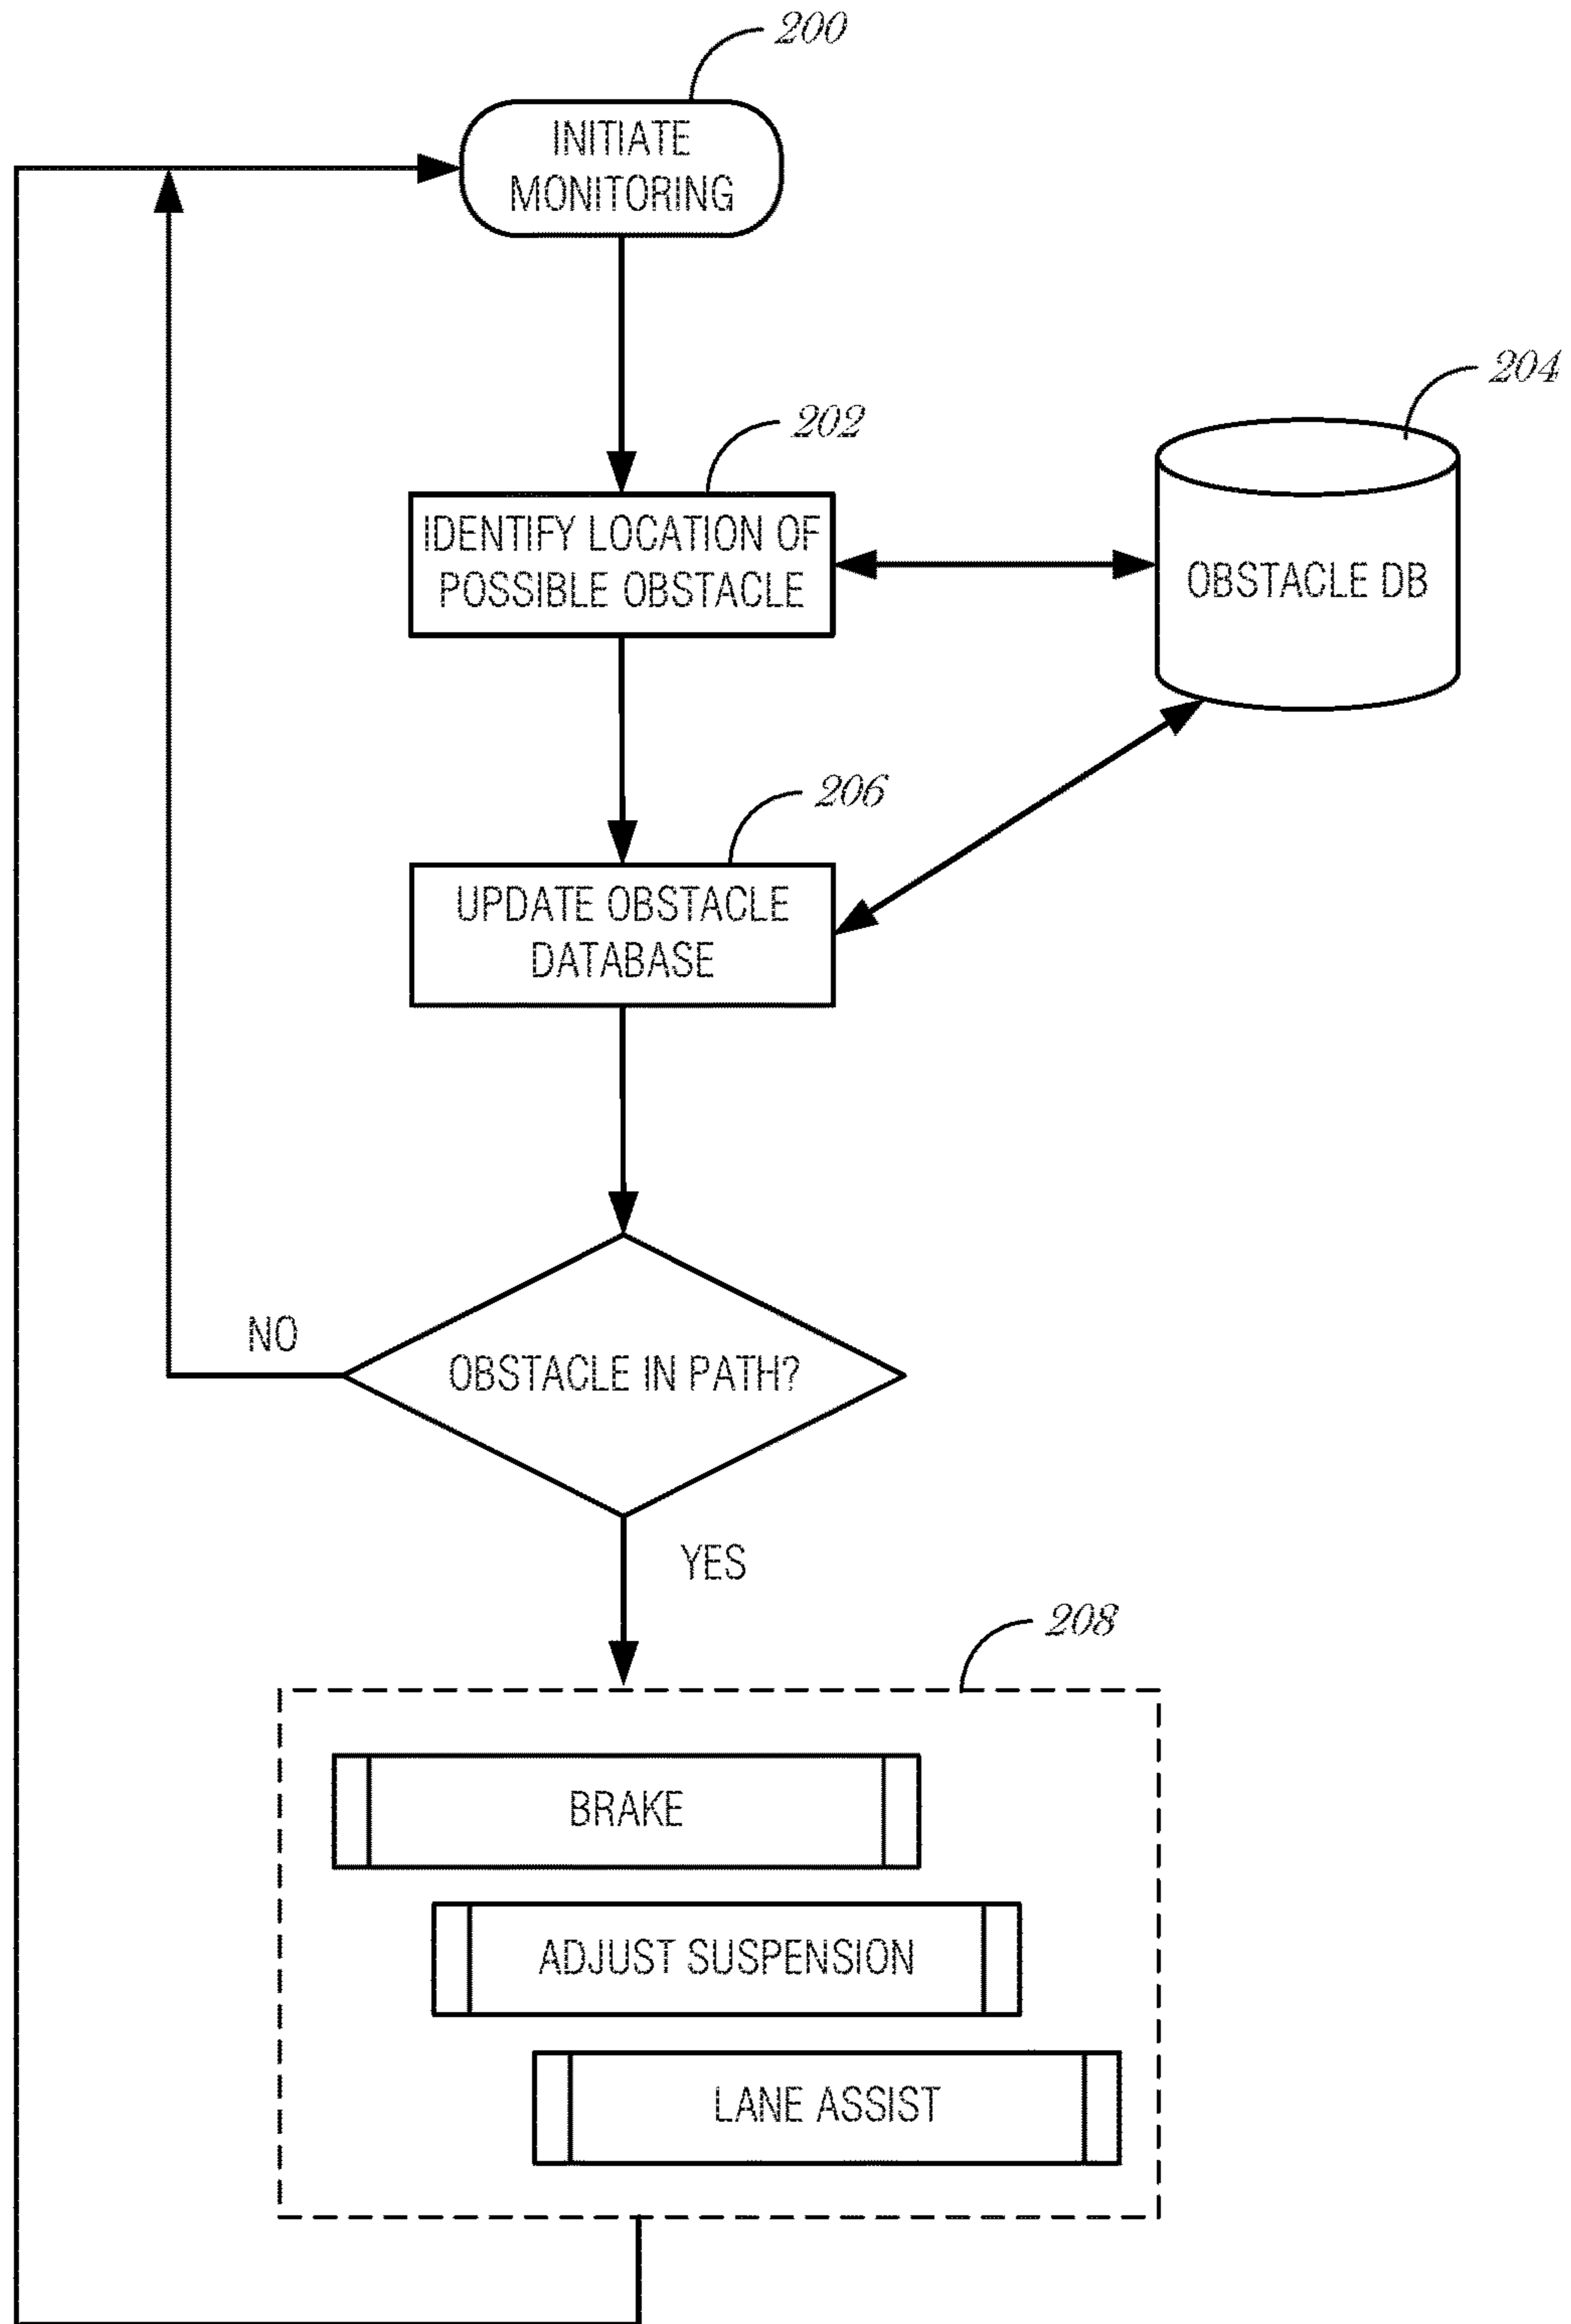 200
INITIATE
MONITORING
202
204
IDENTIFY LOCATION OF
POSSIBLE OBSTACLE
OBSTACLE DB
206
UPDATE OBSTACLE
DATABASE
NO
OBSTACLE IN PATH?
YES
208
BRAKE
ADJUST SUSPENSION
LANE ASSIST